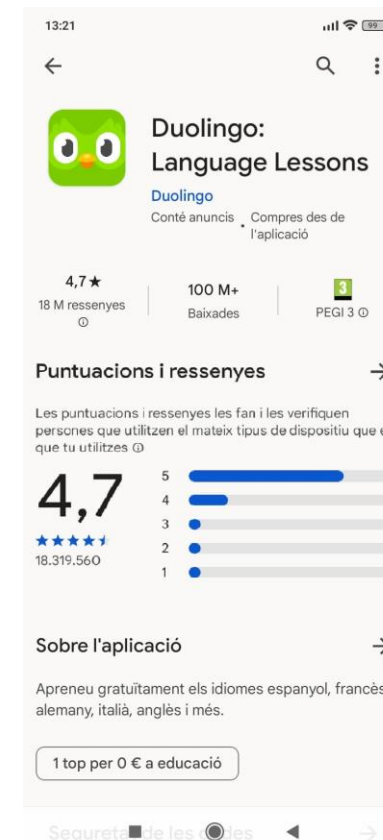 13:21
99
Duolingo:
Language Lessons
Duolingo
Conté anuncis · Compres des de
l'aplicació
4,7★
18 M ressenyes
100 M+
Baixades
3
PEGI 3
Puntuacions i ressenyes
Les puntuacions i ressenyes les fan i les verifiquen
persones que utilitzen el mateix tipus de dispositiu que e
que tu utilitzes
4,7
5
4
3
2
1
18.319.560
Sobre l'aplicació
Apreneu gratuïtament els idiomes espanyol, francès
alemany, italià, anglès i més.
1 top per 0 € a educació
de les